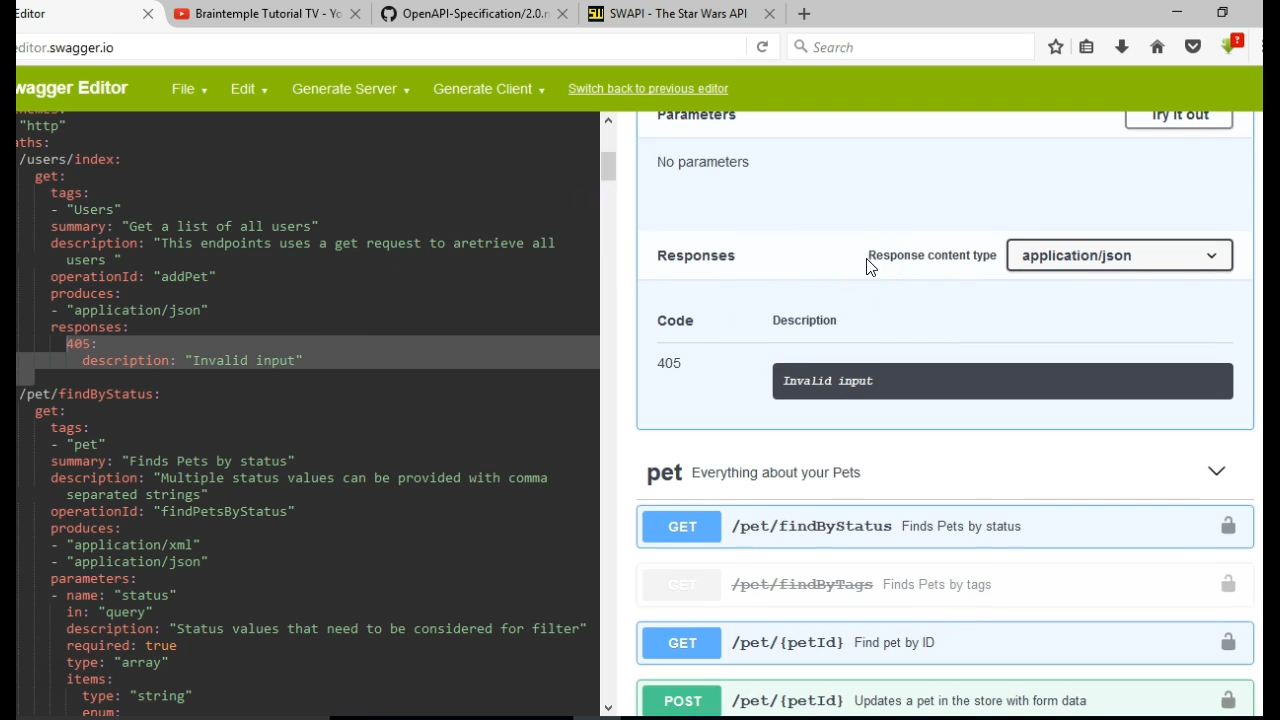 Editor
Braintemple Tutorial TV - Yo
OpenAPI-Specification/2.0.
SWAPI - The Star Wars API
editor.swagger.io
Search
?
wagger Editor
File
Edit
Generate Server
Generate Client
Switch back to previous editor
"http"
aths:
/users/index:
get:
tags:
- "Users"
summary: "Get a list of all users"
description: "This endpoints uses a get request to aretrieve all
users "
operationId: "addPet"
produces:
- "application/json"
responses:
405:
description: "Invalid input"
/pet/findByStatus:
get:
tags:
- "pet"
summary: "Finds Pets by status"
description: "Multiple status values can be provided with comma
separated strings"
operationId: "findPetsByStatus"
produces:
- "application/xml"
- "application/json"
parameters:
- name: "status"
in: "query"
description: "Status values that need to be considered for filter"
required: true
type: "array"
items:
type: "string"
enum:
Parameters
Try it out
No parameters
Responses
Response content type
application/json
Code
Description
405
Invalid input
pet Everything about your Pets
GET /pet/findByStatus Finds Pets by status
GET /pet/findByTags Finds Pets by tags
GET /pet/{petId} Find pet by ID
POST /pet/{petId} Updates a pet in the store with form data